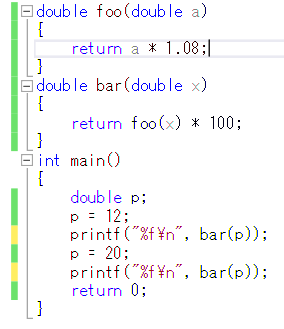 double foo(double a)
{
    return a * 1.08;
}
double bar(double x)
{
    return foo(x) * 100;
}
int main()
{
    double p;
    p = 12;
    printf("%f¥n", bar(p));
    p = 20;
    printf("%f¥n", bar(p));
    return 0;
}